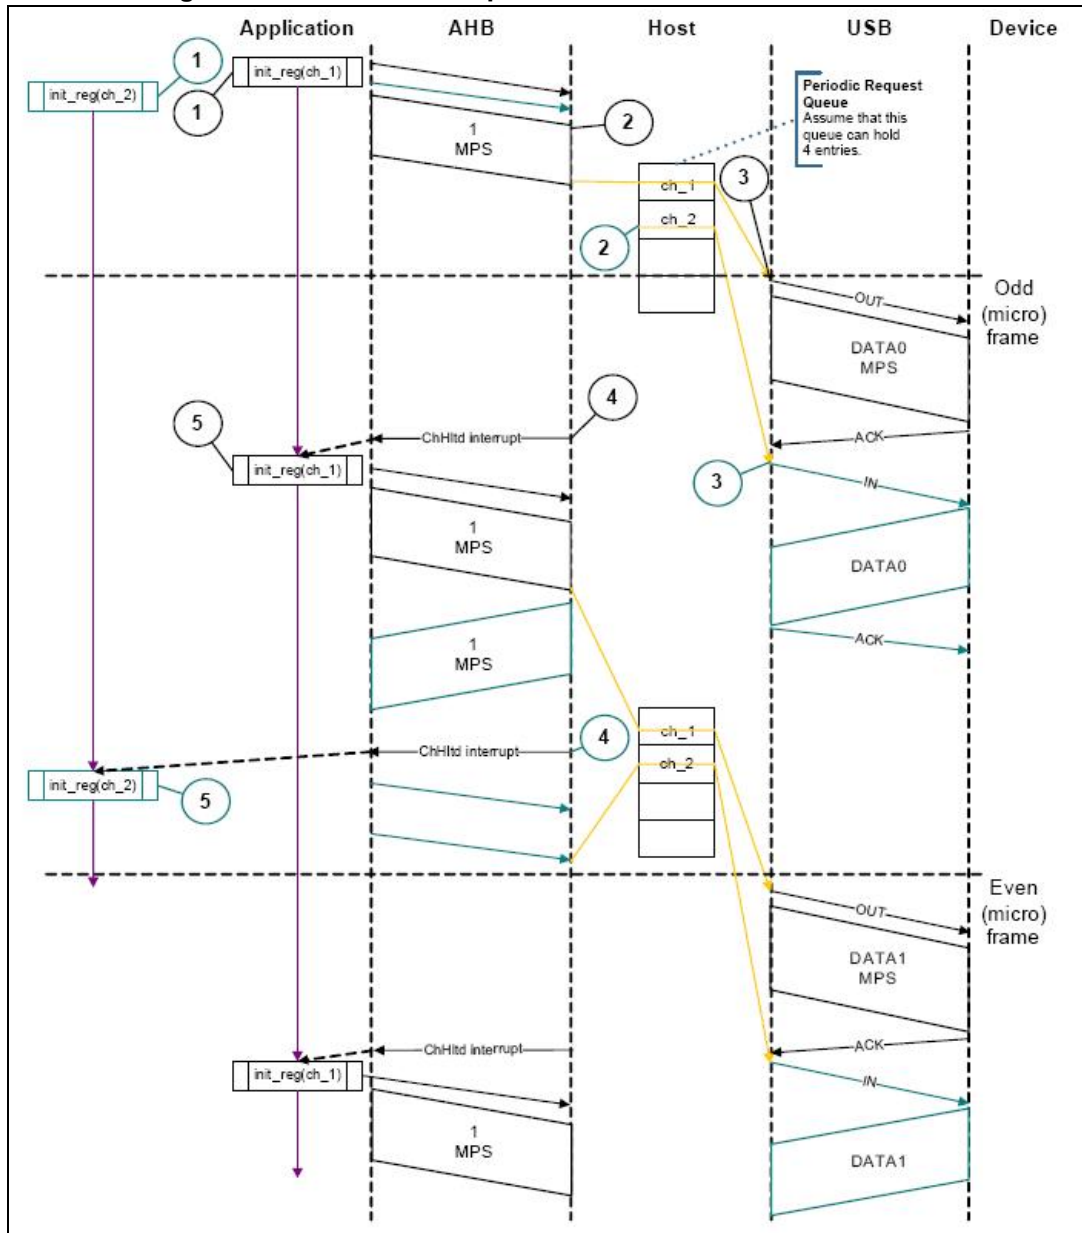 Application AHB Host USB Device
1
init_reg(ch_1)
init_reg(ch_2)
1
2
1
MPS
Periodic Request
Queue
Assume that this
queue can hold
4 entries.
3
ch_1
ch_2
2
Odd
(micro)
frame
OUT
DATA0
MPS
4
5
ChHltd interrupt
ACK
init_reg(ch_1)
3
IN
1
MPS
DATA0
ACK
1
MPS
ch_1
4
ChHltd interrupt
ch_2
init_reg(ch_2)
5
Even
(micro)
frame
OUT
DATA1
MPS
ChHltd interrupt
ACK
init_reg(ch_1)
IN
1
MPS
DATA1